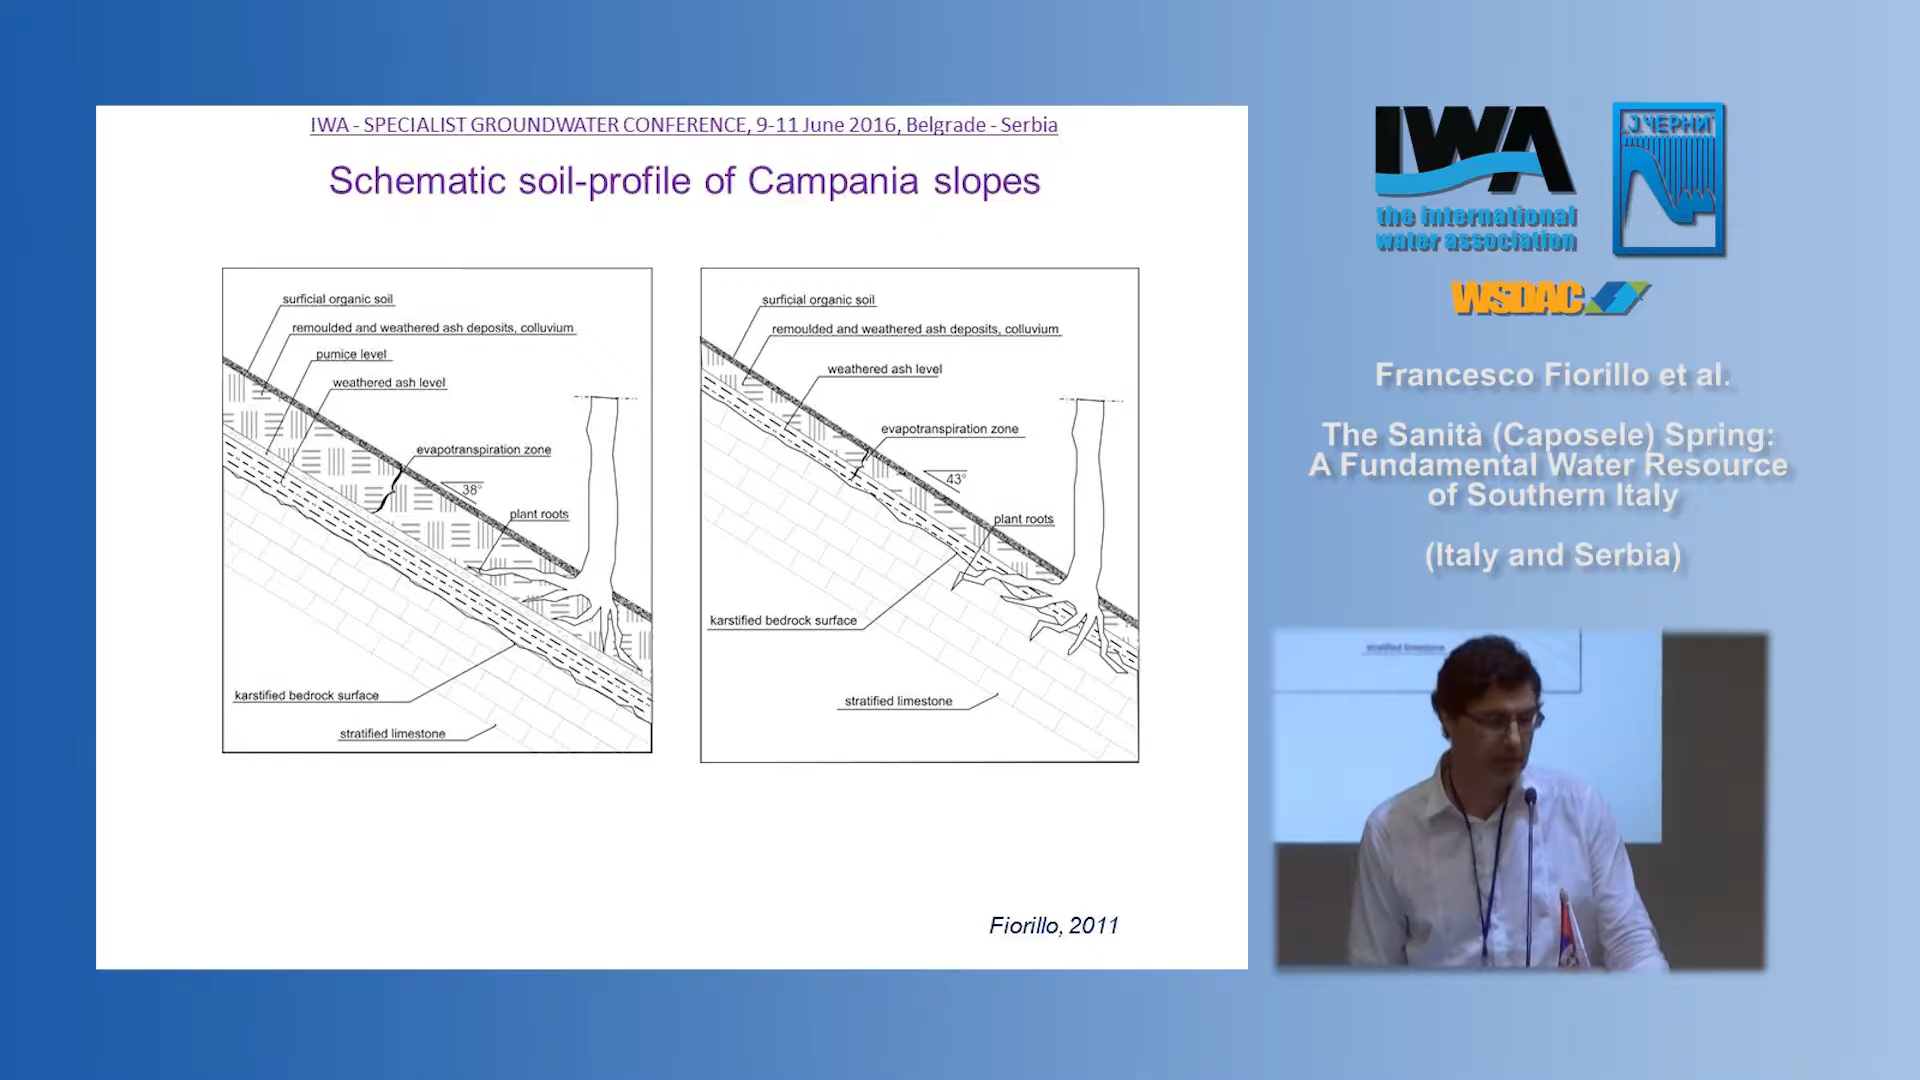 IWA - SPECIALIST GROUNDWATER CONFERENCE, 9-11 June 2016, Belgrade - Serbia
Schematic soil-profile of Campania slopes
surficial organic soil
remoulded and weathered ash deposits, colluvium
pumice level
weathered ash level
evapotranspiration zone
38°
plant roots
karstified bedrock surface
stratified limestone
surficial organic soil
remoulded and weathered ash deposits, colluvium
weathered ash level
evapotranspiration zone
43°
plant roots
karstified bedrock surface
stratified limestone
Fiorillo, 2011
IWA
the international
water association
J ЧЕРНИ
WSDAC
Francesco Fiorillo et al.
The Sanità (Caposele) Spring:
A Fundamental Water Resource
of Southern Italy
(Italy and Serbia)
stratified limestone